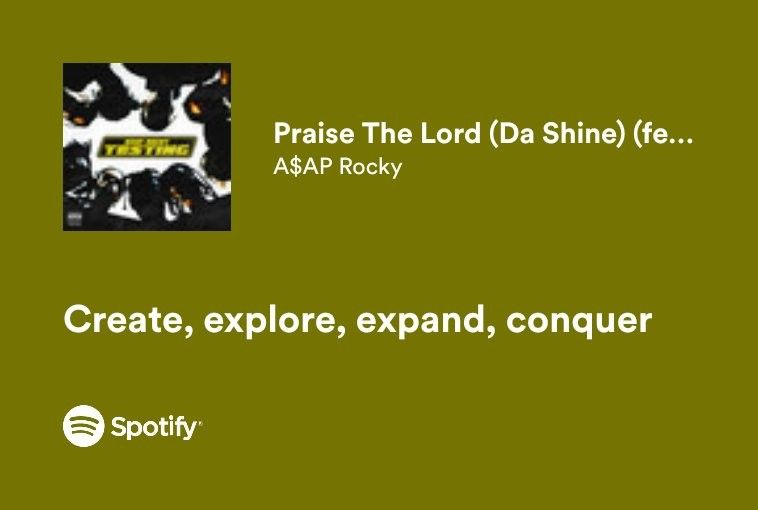 TESTING
Praise The Lord (Da Shine) (fe...
A$AP Rocky
Create, explore, expand, conquer
Spotify